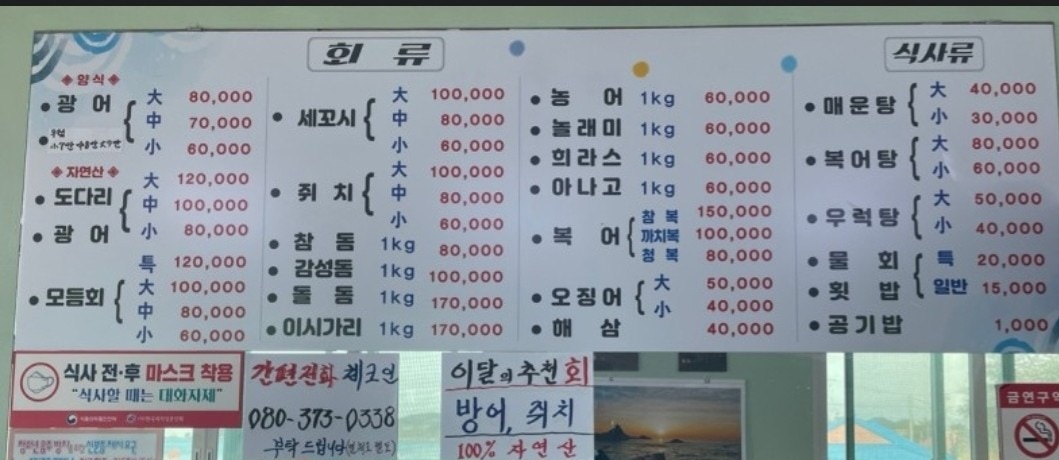 회 류
◈양식◈
광 어 { 大 80,000
中 70,000
小 60,000
◈자연산◈
도다리
광 어 { 大 120,000
中 100,000
小 80,000
모듬회 { 특 120,000
大 100,000
中 80,000
小 60,000
세꼬시 { 大 100,000
中 80,000
小 60,000
쥐 치 { 大 100,000
中 80,000
小 60,000
참 돔 1kg 80,000
감성돔 1kg 100,000
돌 돔 1kg 170,000
이시가리 1kg 170,000
농 어 1kg 60,000
놀래미 1kg 60,000
희라스 1kg 60,000
아나고 1kg 60,000
복 어 { 참 복 150,000
까치복 100,000
청 복 80,000
오징어 { 大 50,000
小 40,000
해 삼 40,000
식사류
매운탕 { 大 40,000
小 30,000
복어탕 { 大 80,000
小 60,000
우럭탕 { 大 50,000
小 40,000
물 회
횟 밥 { 특 20,000
일반 15,000
공기밥 1,000
식사 전·후 마스크 착용
"식사할 때는 대화자제"
간편전화 체크인
080-373-0338
부탁드립니다
이달의 추천 회
방어, 쥐치
100% 자연산
금연구역